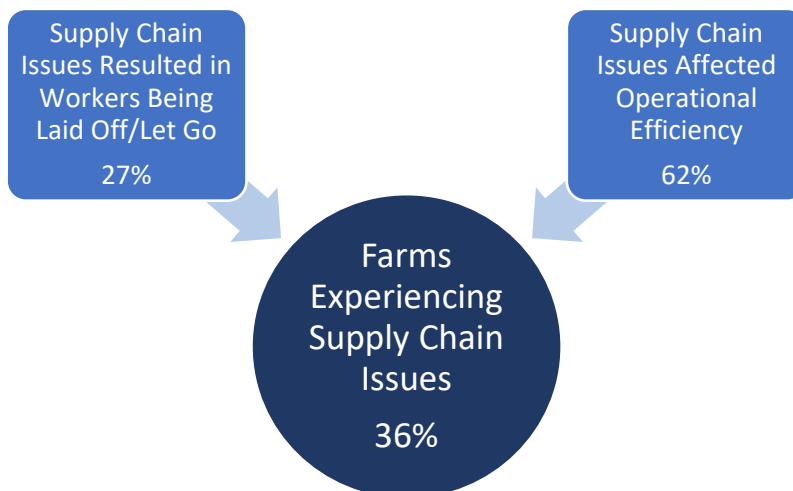 Supply Chain
Issues Resulted in
Workers Being
Laid Off/Let Go
27%
Supply Chain
Issues Affected
Operational
Efficiency
62%
Farms
Experiencing
Supply Chain
Issues
36%